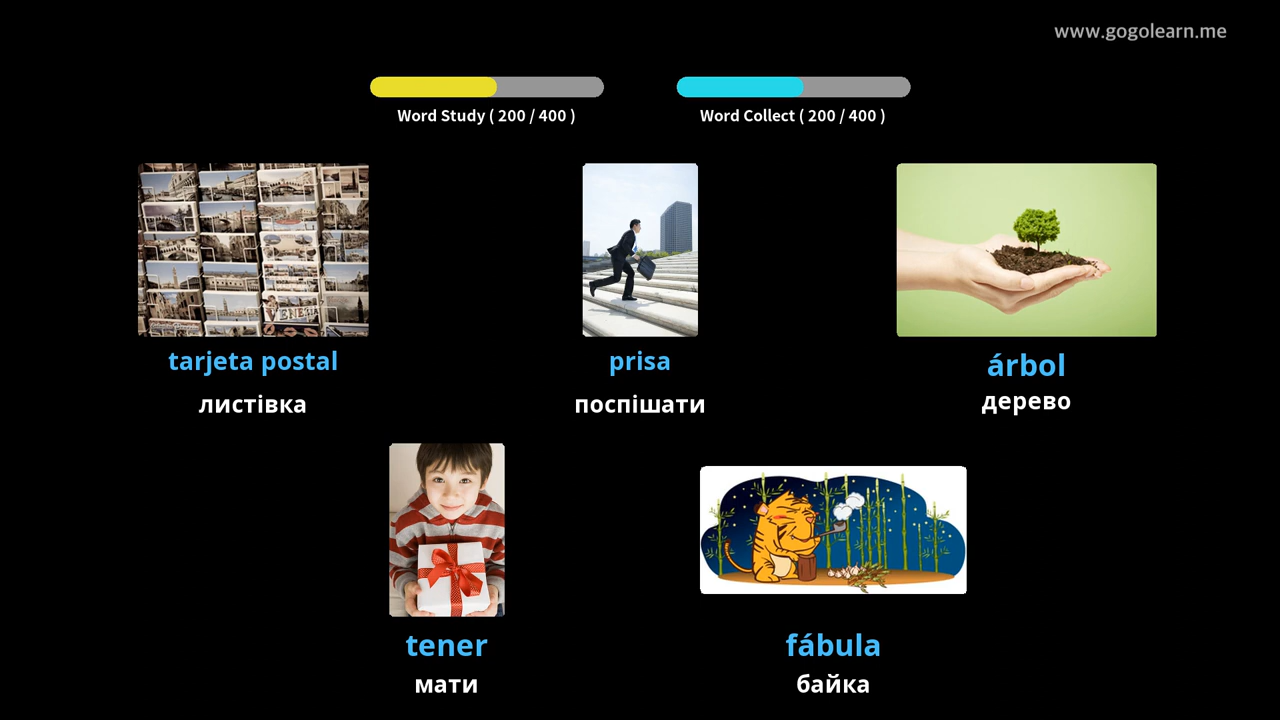 www.gogolearn.me
Word Study ( 200 / 400 )
Word Collect ( 200 / 400 )
tarjeta postal
листівка
prisa
поспішати
árbol
дерево
tener
мати
fábula
байка